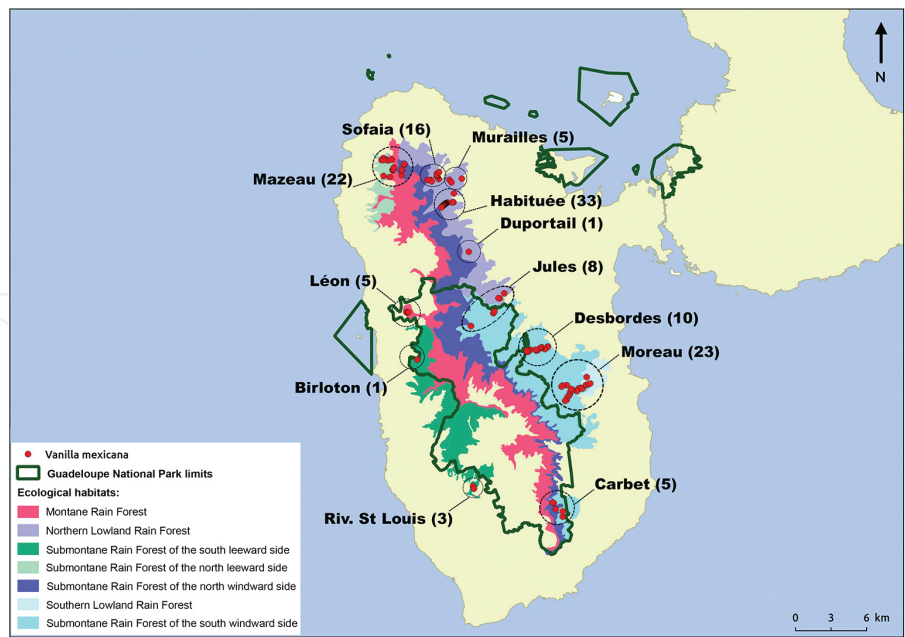 N
Sofaia (16)
Murailles (5)
Mazeau (22)
Habituée (33)
Duportail (1)
Jules (8)
Léon (5)
Desbordes (10)
Moreau (23)
Birloton (1)
Carbet (5)
Riv. St Louis (3)
Vanilla mexicana
Guadeloupe National Park limits
Ecological habitats:
Montane Rain Forest
Northern Lowland Rain Forest
Submontane Rain Forest of the south leeward side
Submontane Rain Forest of the north leeward side
Submontane Rain Forest of the north windward side
Southern Lowland Rain Forest
Submontane Rain Forest of the south windward side
0 3 6 km